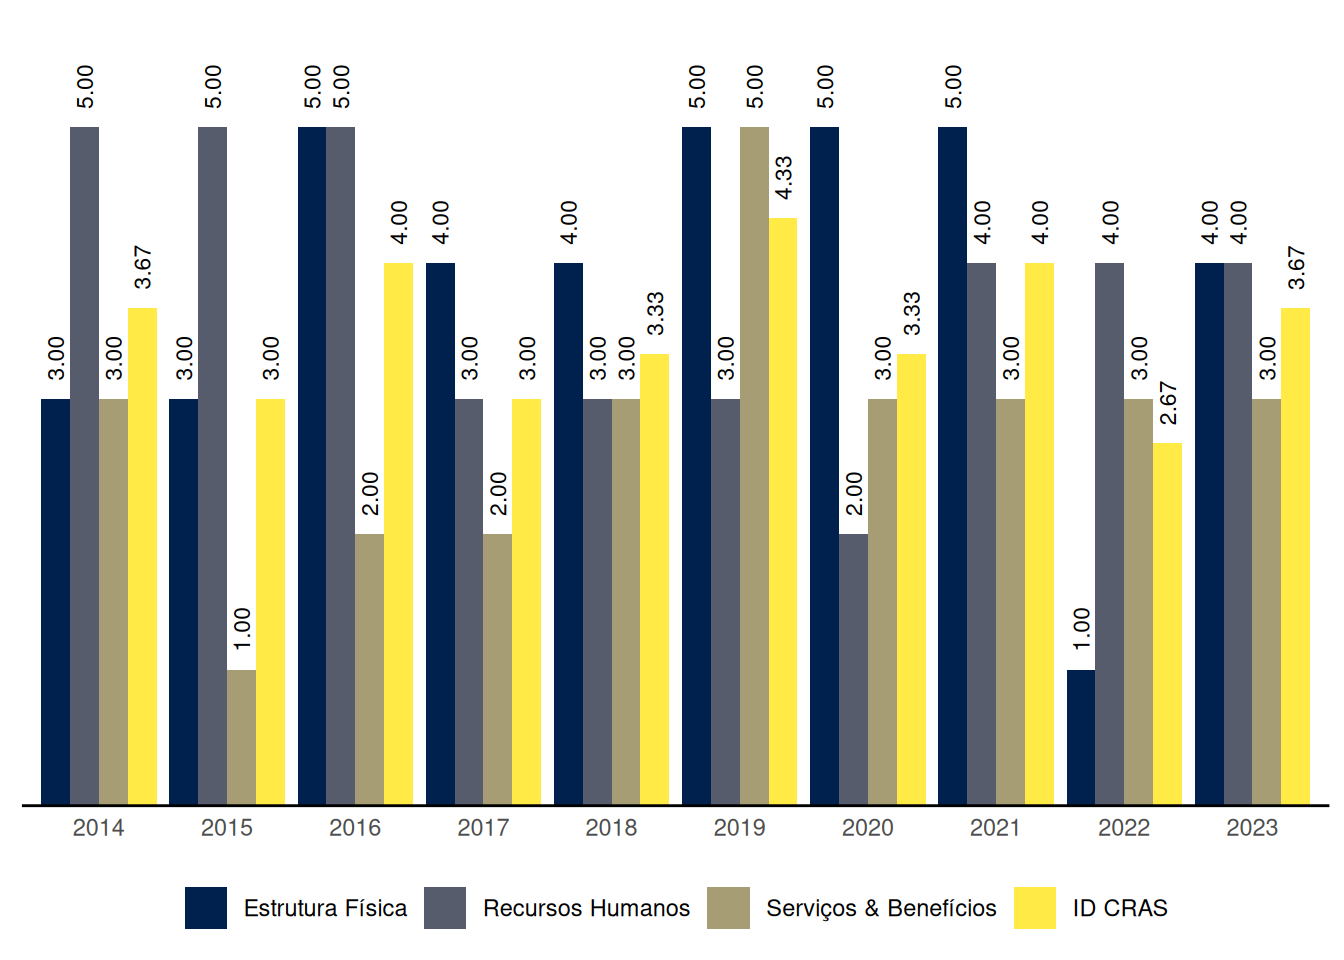 3.00 5.00 3.00 3.67
3.00 5.00 1.00 3.00
5.00 5.00 2.00 4.00
4.00 3.00 2.00 3.00
4.00 3.00 3.00 3.33
5.00 3.00 5.00 4.33
5.00 2.00 3.00 3.33
5.00 4.00 3.00 4.00
1.00 4.00 3.00 2.67
4.00 4.00 3.00 3.67
2014 2015 2016 2017 2018 2019 2020 2021 2022 2023
Estrutura Física Recursos Humanos Serviços & Benefícios ID CRAS